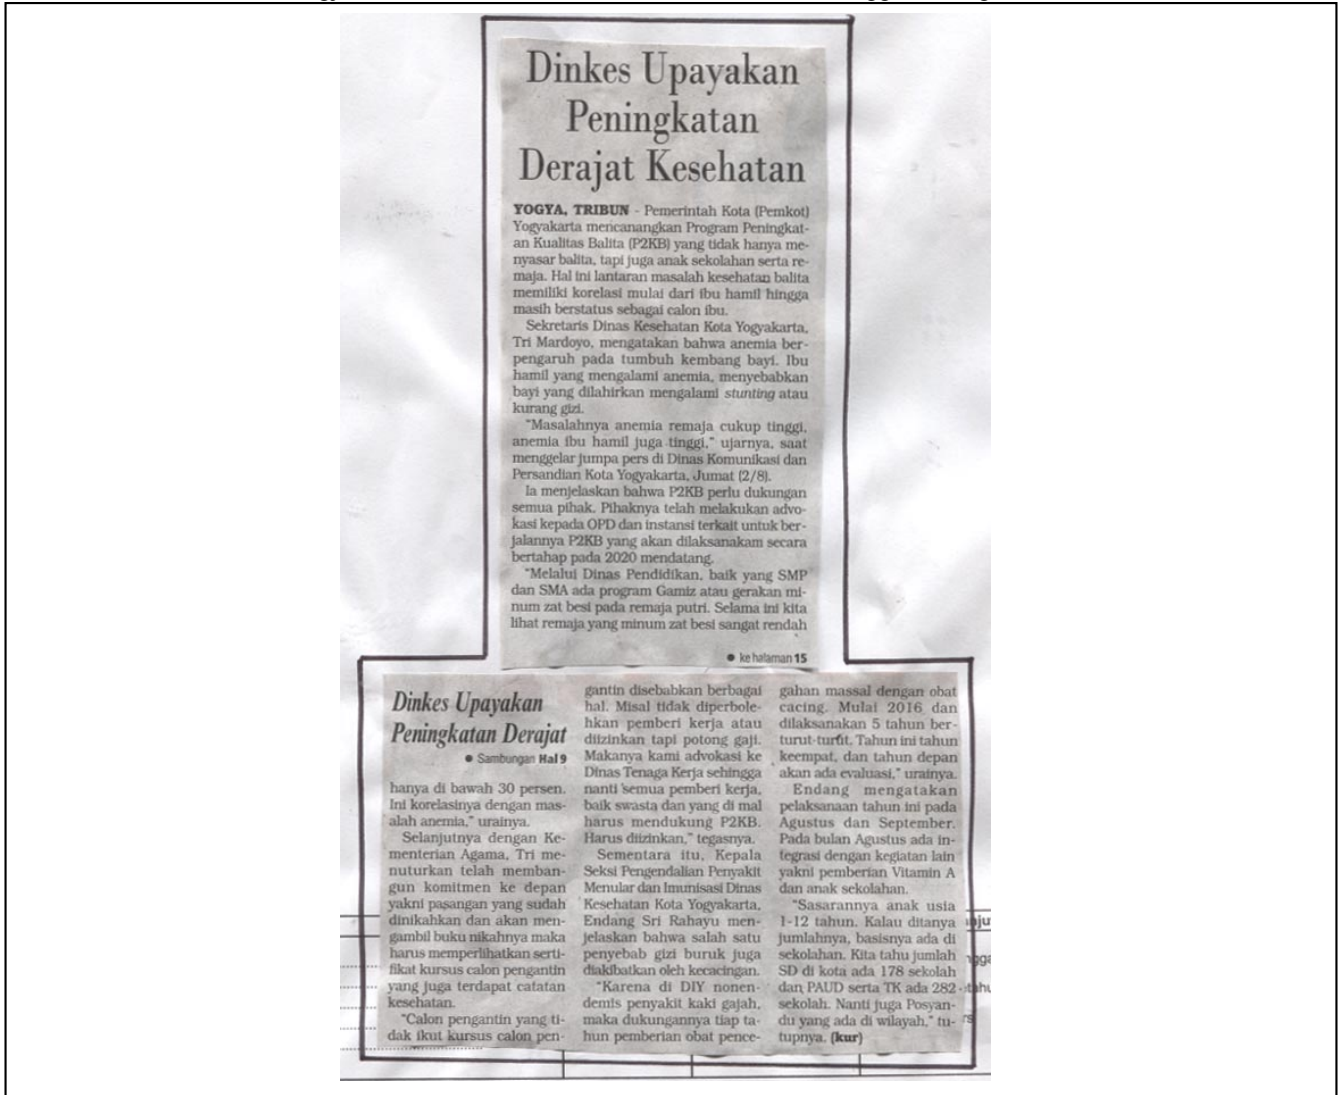 Dinkes Upayakan
Peningkatan
Derajat Kesehatan
YOGYA, TRIBUN - Pemerintah Kota (Pemkot)
Yogyakarta mencanangkan Program Peningkat-
an Kualitas Balita (P2KB) yang tidak hanya me-
nyasar balita, tapi juga anak sekolahan serta re-
maja. Hal ini lantaran masalah kesehatan balita
memiliki korelasi mulai dari ibu hamil hingga
masih berstatus sebagai calon ibu.
Sekretaris Dinas Kesehatan Kota Yogyakarta,
Tri Mardoyo, mengatakan bahwa anemia ber-
pengaruh pada tumbuh kembang bayi. Ibu
hamil yang mengalami anemia, menyebabkan
bayi yang dilahirkan mengalami stunting atau
kurang gizi.
"Masalahnya anemia remaja cukup tinggi,
anemia ibu hamil juga tinggi," ujarnya, saat
menggelar jumpa pers di Dinas Komunikasi dan
Persandian Kota Yogyakarta, Jumat (2/8).
Ia menjelaskan bahwa P2KB perlu dukungan
semua pihak. Pihaknya telah melakukan advo-
kasi kepada OPD dan instansi terkait untuk ber-
jalannya P2KB yang akan dilaksanakam secara
bertahap pada 2020 mendatang.
"Melalui Dinas Pendidikan, baik yang SMP
dan SMA ada program Gamiz atau gerakan mi-
num zat besi pada remaja putri. Selama ini kita
lihat remaja yang minum zat besi sangat rendah
● ke halaman 15
Dinkes Upayakan
Peningkatan Derajat
● Sambungan Hal 9
hanya di bawah 30 persen.
Ini korelasinya dengan mas-
alah anemia," urainya.
Selanjutnya dengan Ke-
menterian Agama, Tri me-
nuturkan telah memban-
gun komitmen ke depan
yakni pasangan yang sudah
dinikahkan dan akan men-
gambil buku nikahnya maka
harus memperlihatkan serti-
fikat kursus calon pengantin
yang juga terdapat catatan
kesehatan.
"Calon pengantin yang ti-
dak ikut kursus calon pen-
gantin disebabkan berbagai
hal. Misal tidak diperbole-
hkan pemberi kerja atau
diizinkan tapi potong gaji.
Makanya kami advokasi ke
Dinas Tenaga Kerja sehingga
nanti semua pemberi kerja,
baik swasta dan yang di mal
harus mendukung P2KB.
Harus diizinkan," tegasnya.
Sementara itu, Kepala
Seksi Pengendalian Penyakit
Menular dan Imunisasi Dinas
Kesehatan Kota Yogyakarta,
Endang Sri Rahayu men-
jelaskan bahwa salah satu
penyebab gizi buruk juga
diakibatkan oleh kecacingan.
"Karena di DIY nonen-
demis penyakit kaki gajah,
maka dukungannya tiap ta-
hun pemberian obat pence-
gahan massal dengan obat
cacing. Mulai 2016 dan
dilaksanakan 5 tahun ber-
turut-turut. Tahun ini tahun
keempat, dan tahun depan
akan ada evaluasi," urainya.
Endang mengatakan
pelaksanaan tahun ini pada
Agustus dan September.
Pada bulan Agustus ada in-
tegrasi dengan kegiatan lain
yakni pemberian Vitamin A
dan anak sekolahan.
"Sasarannya anak usia
1-12 tahun. Kalau ditanya
jumlahnya, basisnya ada di
sekolahan. Kita tahu jumlah
SD di kota ada 178 sekolah
dan PAUD serta TK ada 282
sekolah. Nanti juga Posyan-
du yang ada di wilayah," tu-
tupnya. (kur)